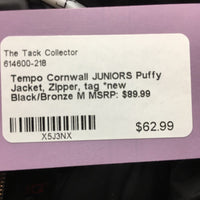 The Tack Collector
614600-218
Tempo Cornwall JUNIORS Puffy
Jacket, Zipper, tag *new
Black/Bronze M MSRP: $89.99
X5J3NX
$62.99